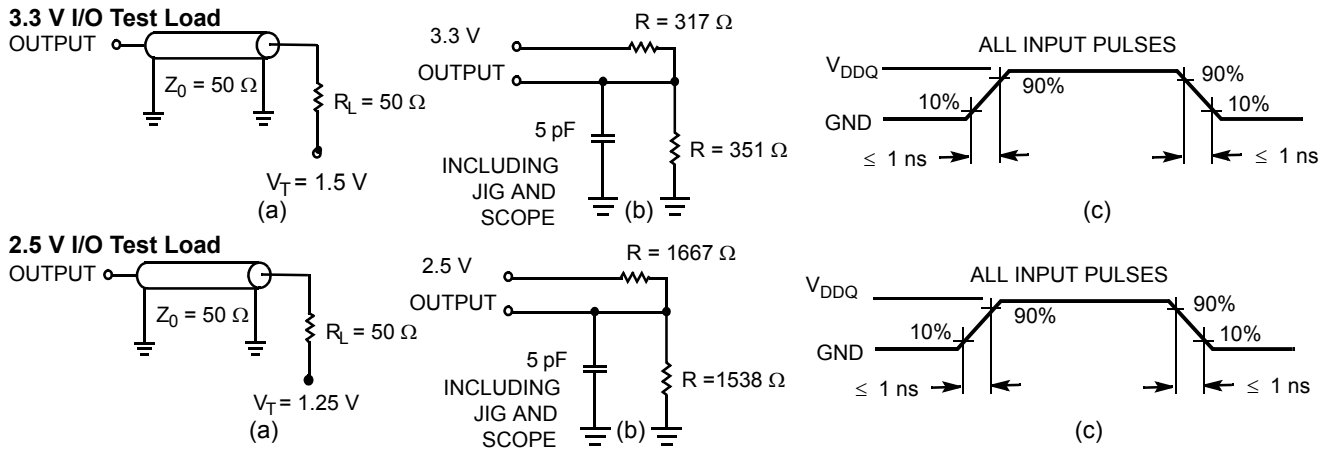 3.3 V I/O Test Load
OUTPUT
Z0 = 50 Ω
RL = 50 Ω
VT = 1.5 V
(a)
R = 317 Ω
3.3 V
OUTPUT
5 pF
R = 351 Ω
INCLUDING
JIG AND
SCOPE
(b)
ALL INPUT PULSES
VDDQ
90%
90%
10%
10%
GND
≤ 1 ns
≤ 1 ns
(c)
2.5 V I/O Test Load
OUTPUT
Z0 = 50 Ω
RL = 50 Ω
VT = 1.25 V
(a)
R = 1667 Ω
2.5 V
OUTPUT
5 pF
R =1538 Ω
INCLUDING
JIG AND
SCOPE
(b)
ALL INPUT PULSES
VDDQ
90%
90%
10%
10%
GND
≤ 1 ns
≤ 1 ns
(c)